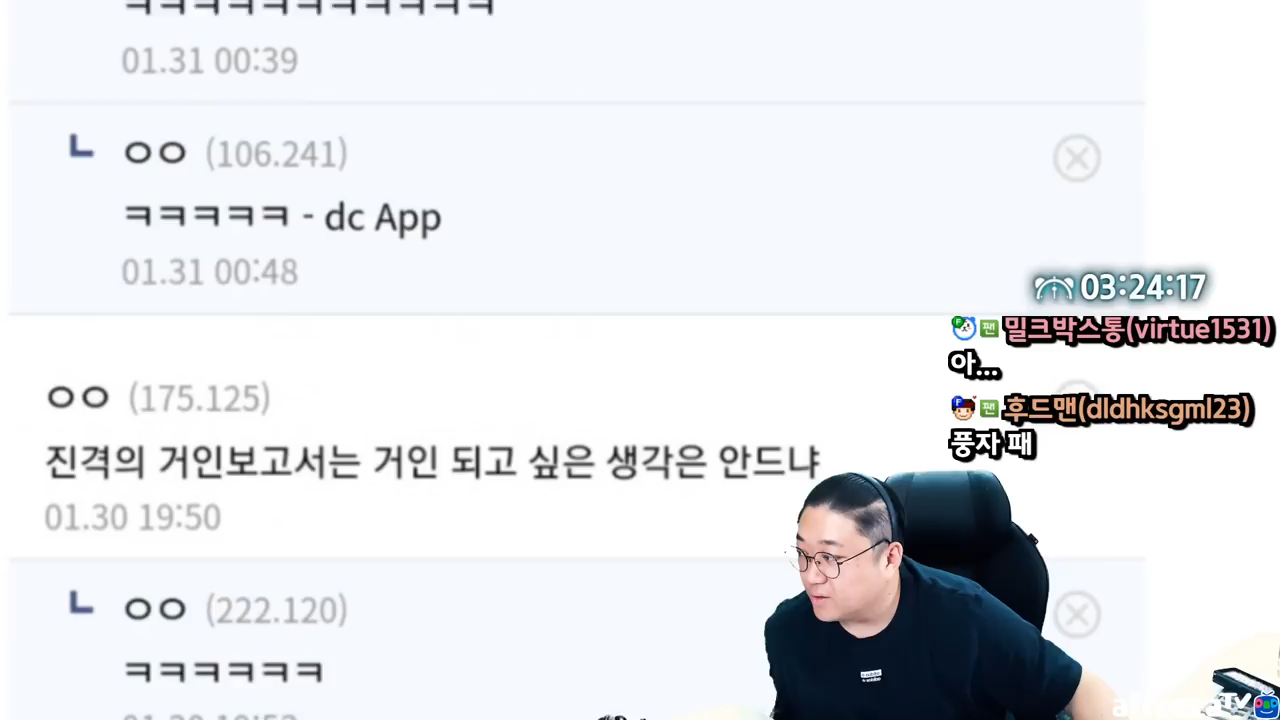 ㅋㅋㅋㅋㅋㅋㅋㅋㅋㅋㅋ
01.31 00:39
ㅇㅇ (106.241)
ㅋㅋㅋㅋㅋ - dc App
01.31 00:48
03:24:17
밀크박스통(virtue1531)
아...
후드맨(dldhksgml23)
풍자 패
ㅇㅇ (175.125)
진격의 거인보고서는 거인 되고 싶은 생각은 안드냐
01.30 19:50
ㅇㅇ (222.120)
ㅋㅋㅋㅋㅋㅋ